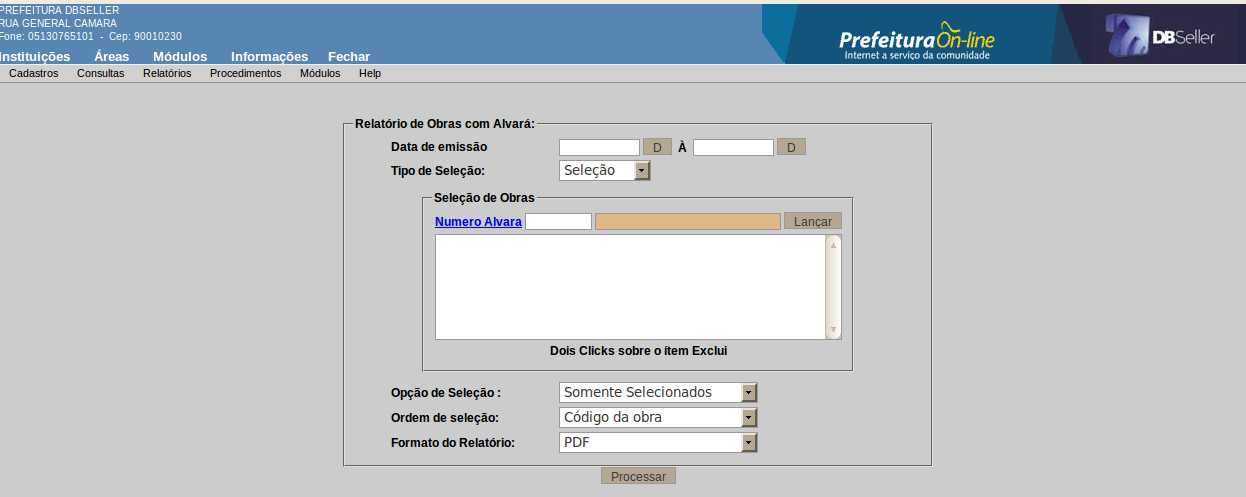 PREFEITURA DBSELLER
RUA GENERAL CAMARA
Fone: 05130765101 - Cep: 90010230
Instituições Áreas Módulos Informações Fechar
PrefeituraOn-line
Internet a serviço da comunidade
DBSeller
Cadastros Consultas Relatórios Procedimentos Módulos Help
Relatório de Obras com Alvará:
Data de emissão D À D
Tipo de Seleção: Seleção
Seleção de Obras
Numero Alvara Lançar
Dois Clicks sobre o ítem Exclui
Opção de Seleção : Somente Selecionados
Ordem de seleção: Código da obra
Formato do Relatório: PDF
Processar